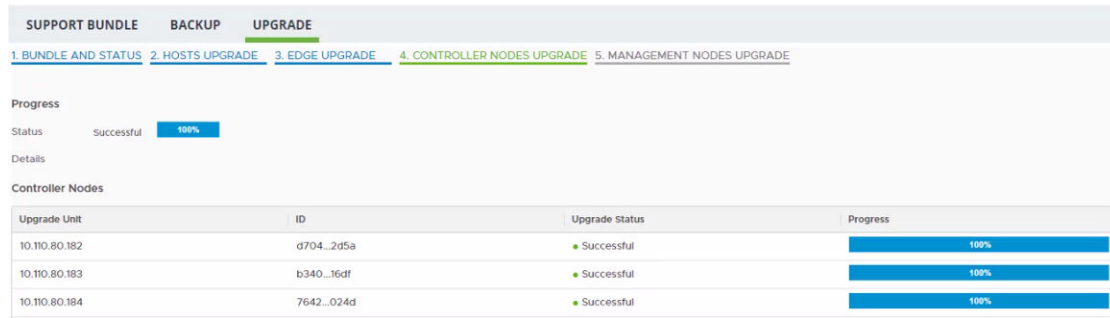 SUPPORT BUNDLE BACKUP UPGRADE
1. BUNDLE AND STATUS 2. HOSTS UPGRADE 3. EDGE UPGRADE 4. CONTROLLER NODES UPGRADE 5. MANAGEMENT NODES UPGRADE
Progress
Status Successful 100%
Details
Controller Nodes
Upgrade Unit ID Upgrade Status Progress
10.110.80.182 d704...2d5a Successful 100%
10.110.80.183 b340...16df Successful 100%
10.110.80.184 7642...024d Successful 100%